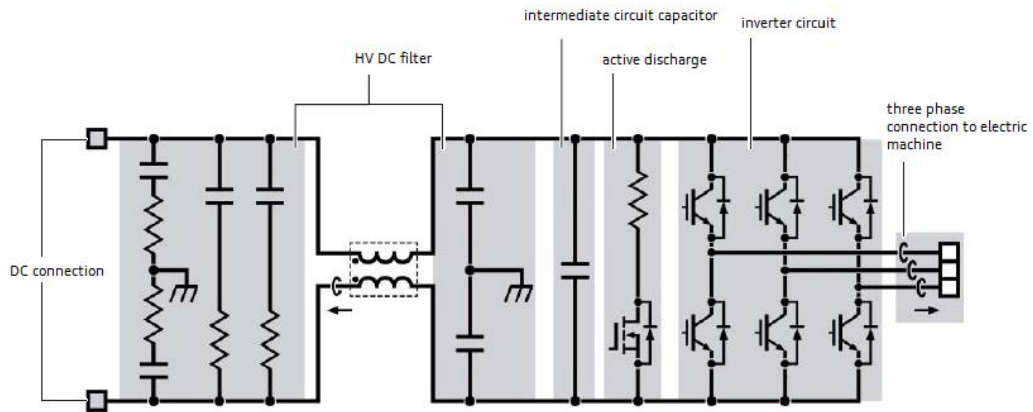 intermediate circuit capacitor
inverter circuit
HV DC filter
active discharge
three phase
connection to electric
machine
DC connection